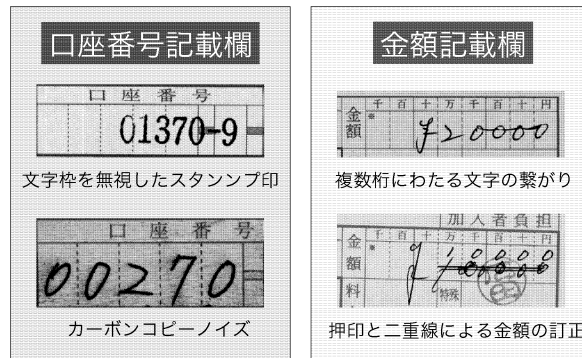 口座番号記載欄
口 座 番 号
01370-9
文字枠を無視したスタンンプ印
口 座 番 号
00270
カーボンコピーノイズ
金額記載欄
千 百 十 万 千 百 十 円
金額
※
¥20000
複数桁にわたる文字の繋がり
加入者負担
千 百 十 万 千 百 十 円
金額
※
¥10000
料
特殊
押印と二重線による金額の訂正